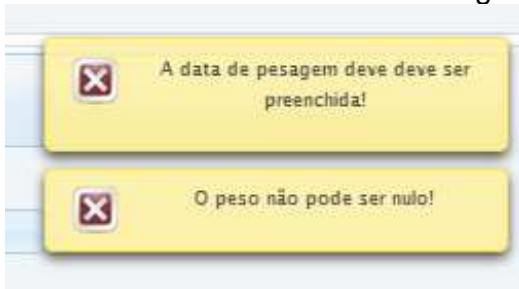 A data de pesagem deve deve ser
preenchida!
O peso não pode ser nulo!